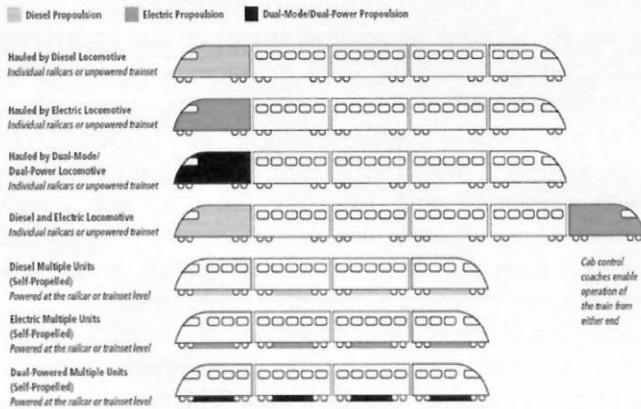 Diesel Propulsion
Electric Propulsion
Dual-Mode/Dual-Power Propulsion
Hauled by Diesel Locomotive
Individual railcars or unpowered trainset
Hauled by Electric Locomotive
Individual railcars or unpowered trainset
Hauled by Dual-Mode/
Dual-Power Locomotive
Individual railcars or unpowered trainset
Diesel and Electric Locomotive
Individual railcars or unpowered trainset
Diesel Multiple Units
(Self-Propelled)
Powered at the railcar or trainset level
Electric Multiple Units
(Self-Propelled)
Powered at the railcar or trainset level
Dual-Powered Multiple Units
(Self-Propelled)
Powered at the railcar or trainset level
Cab control
coaches enable
operation of
the train from
either end